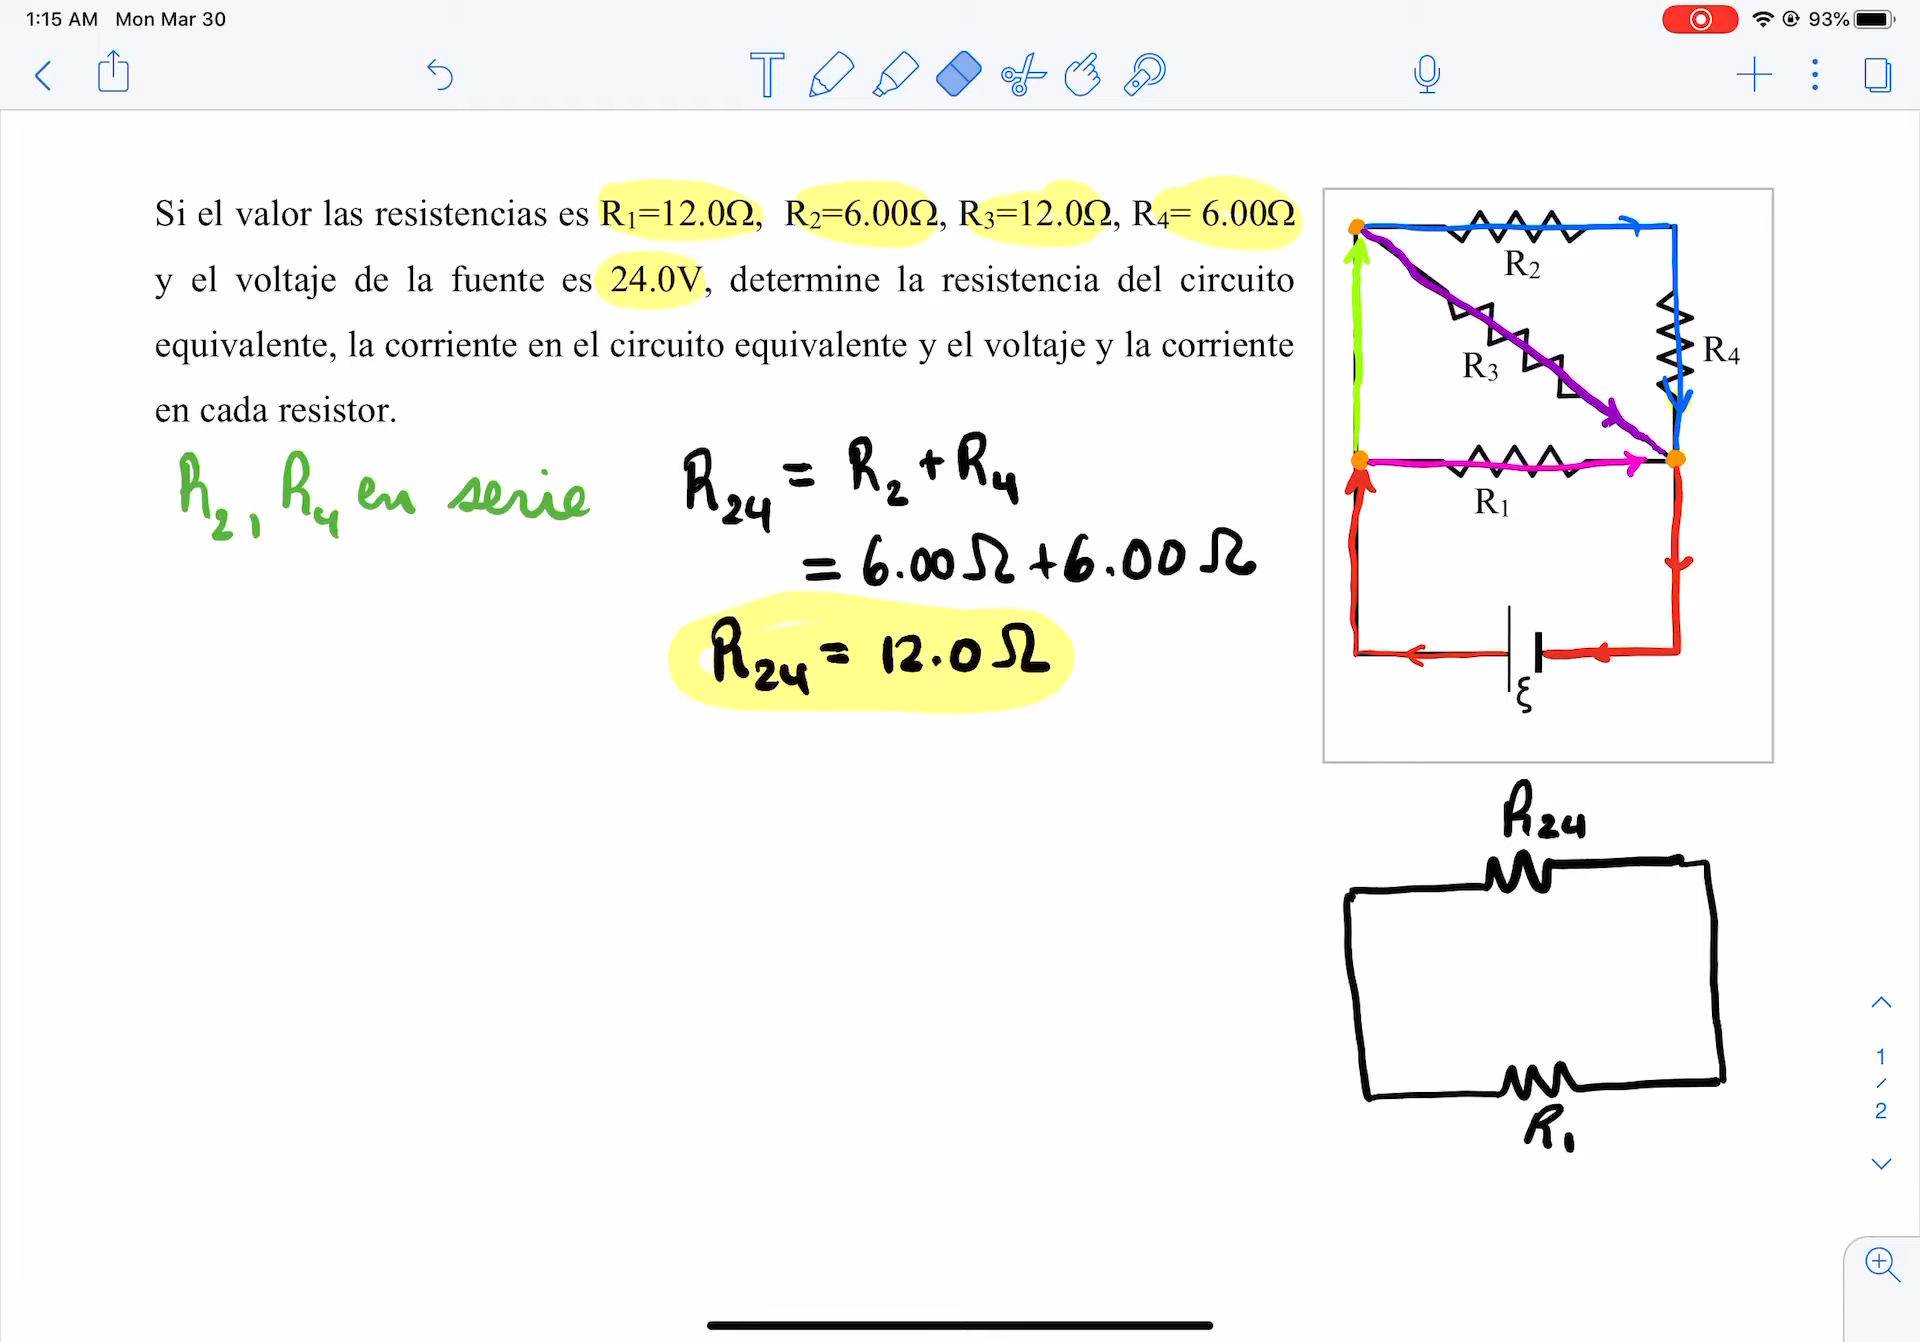 1:15 AM Mon Mar 30
93%
Si el valor las resistencias es R₁=12.0Ω, R₂=6.00Ω, R₃=12.0Ω, R₄= 6.00Ω
y el voltaje de la fuente es 24.0V, determine la resistencia del circuito
equivalente, la corriente en el circuito equivalente y el voltaje y la corriente
en cada resistor.
R₂, R₄ en serie
R₂₄ = R₂ + R₄
= 6.00 Ω + 6.00 Ω
R₂₄ = 12.0 Ω
R₂
R₃
R₄
R₁
ξ
R₂₄
R₁
1
/
2